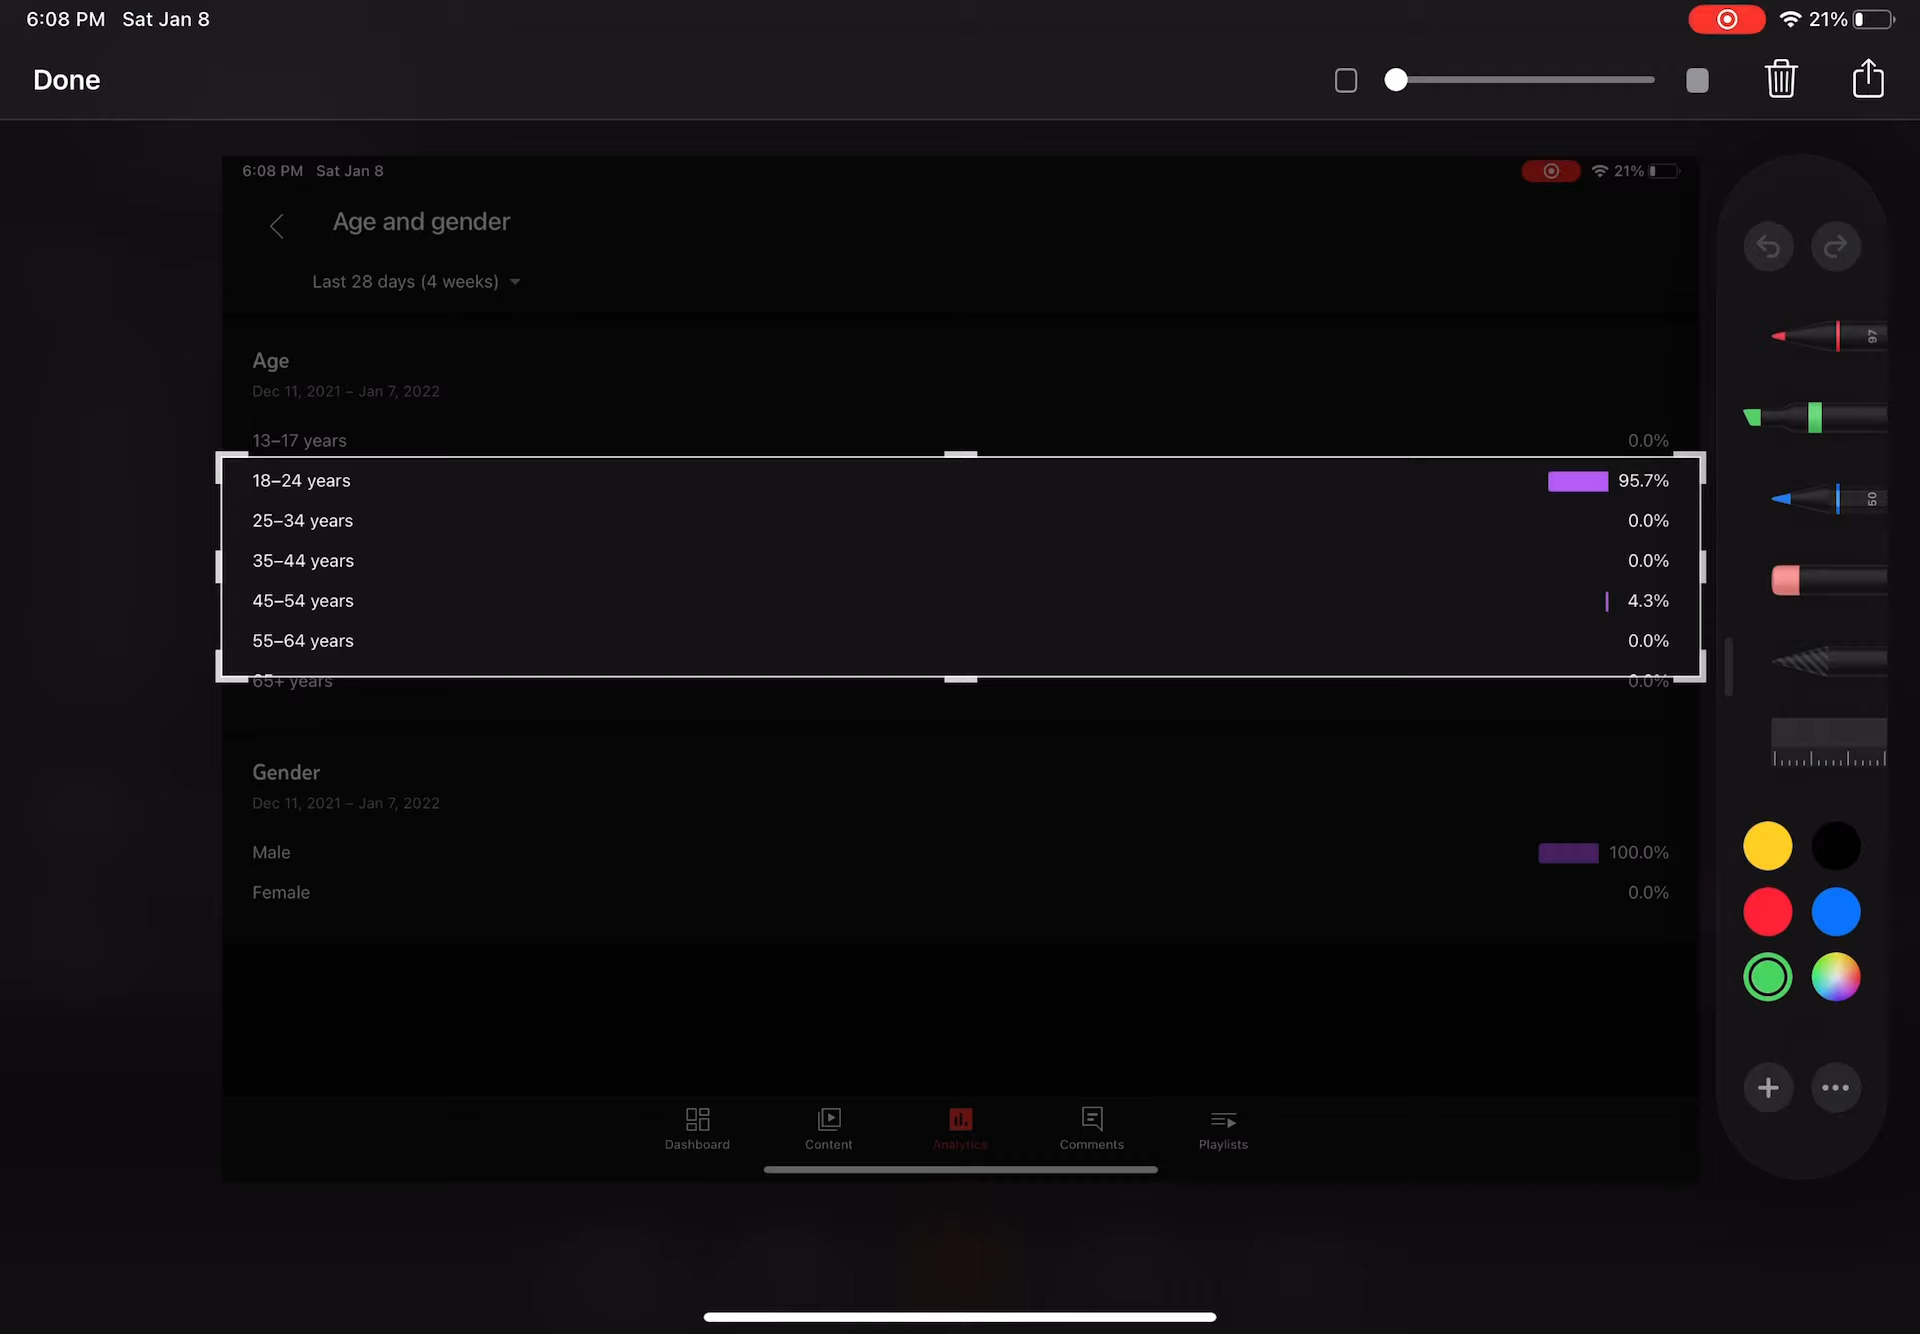 6:08 PM Sat Jan 8
21%
Done
6:08 PM Sat Jan 8
21%
Age and gender
Last 28 days (4 weeks)
Age
Dec 11, 2021 – Jan 7, 2022
13–17 years 0.0%
18–24 years 95.7%
25–34 years 0.0%
35–44 years 0.0%
45–54 years 4.3%
55–64 years 0.0%
65+ years 0.0%
Gender
Dec 11, 2021 – Jan 7, 2022
Male 100.0%
Female 0.0%
Dashboard Content Analytics Comments Playlists
97
50